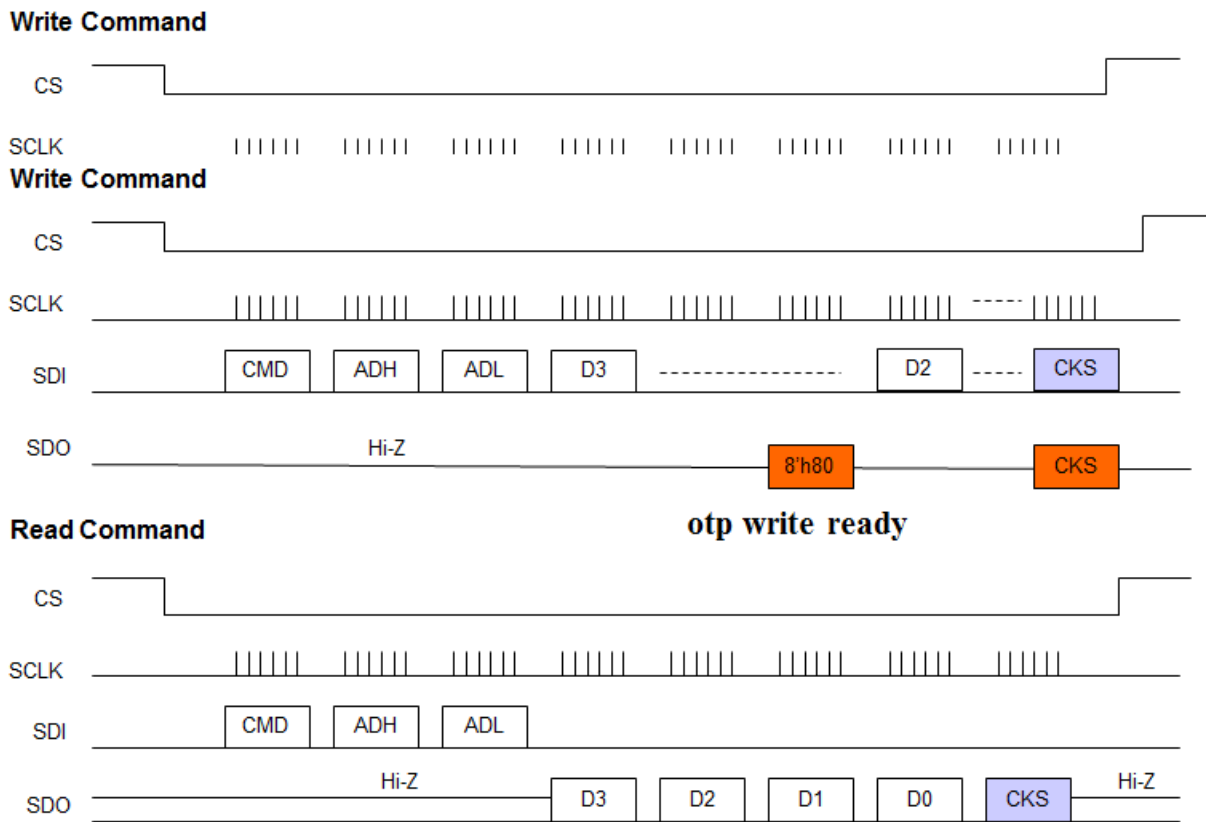 Write Command
CS
SCLK
Write Command
CS
SCLK
SDI CMD ADH ADL D3 D2 CKS
SDO Hi-Z 8'h80 CKS
otp write ready
Read Command
CS
SCLK
SDI CMD ADH ADL
SDO Hi-Z D3 D2 D1 D0 CKS Hi-Z